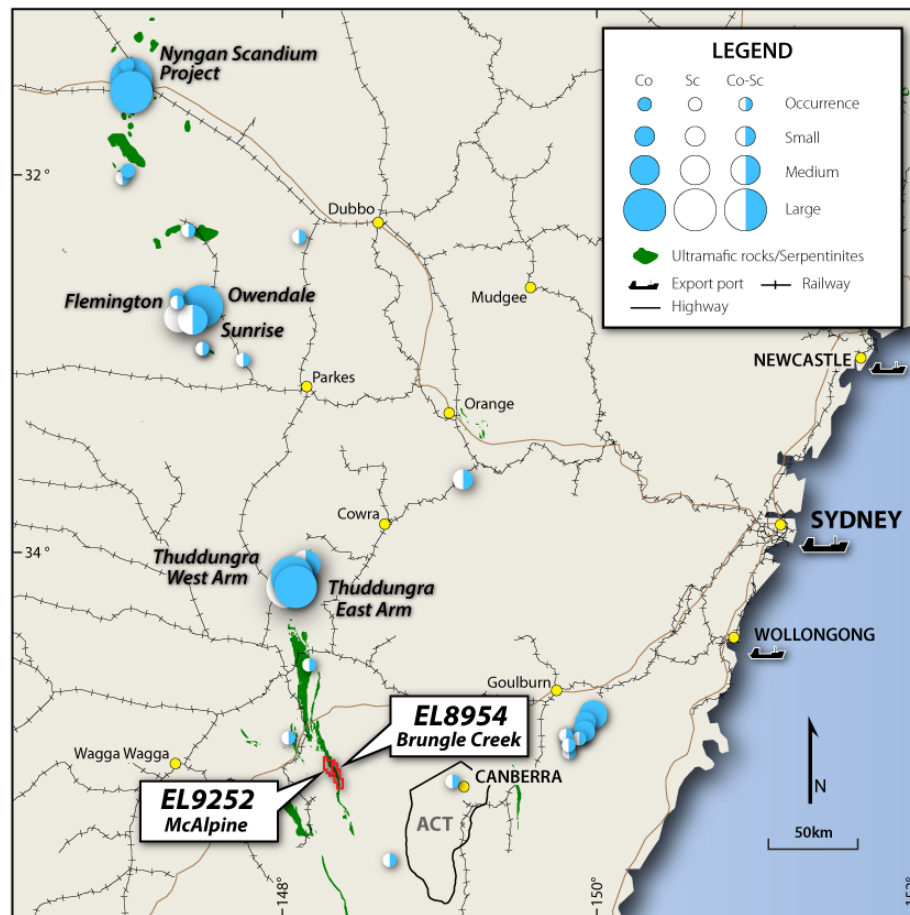 Nyngan Scandium
Project
LEGEND
Co Sc Co-Sc
Occurrence
Small
Medium
Large
Ultramafic rocks/Serpentinites
Export port Railway
Highway
32°
Dubbo
Mudgee
Flemington
Owendale
Sunrise
NEWCASTLE
Parkes
Orange
Cowra
SYDNEY
34°
Thuddungra
West Arm
Thuddungra
East Arm
WOLLONGONG
Goulburn
EL8954
Brungle Creek
Wagga Wagga
CANBERRA
EL9252
McAlpine
ACT
N
50km
148°
150°
152°